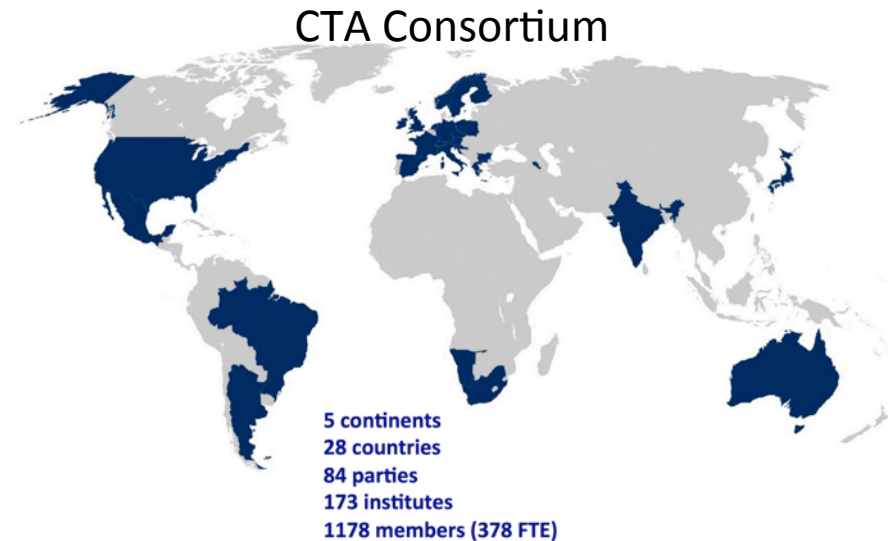 CTA Consortium
5 continents
28 countries
84 parties
173 institutes
1178 members (378 FTE)